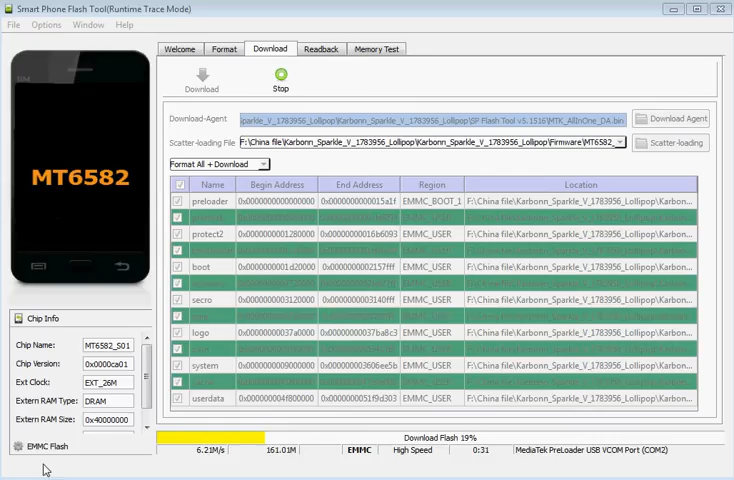 Smart Phone Flash Tool(Runtime Trace Mode)
File Options Window Help
Welcome Format Download Readback Memory Test
Download Stop
Download-Agent sparkle_V_1783956_Lollipop\Karbonn_Sparkle_V_1783956_Lollipop\SP Flash Tool v5.1516\MTK_AllInOne_DA.bin Download Agent
Scatter-loading File F:\China file\Karbonn_Sparkle_V_1783956_Lollipop\Karbonn_Sparkle_V_1783956_Lollipop\Firmware\MT6582_ Scatter-loading
Format All + Download
Name Begin Address End Address Region Location
preloader 0x0000000000000000 0x0000000000015a1f EMMC_BOOT_1 F:\China file\Karbonn_Sparkle_V_1783956_Lollipop\Karbon...
protect2 0x0000000001280000 0x00000000016b6093 EMMC_USER F:\China file\Karbonn_Sparkle_V_1783956_Lollipop\Karbon...
boot 0x0000000001d20000 0x0000000002157fff EMMC_USER F:\China file\Karbonn_Sparkle_V_1783956_Lollipop\Karbon...
secro 0x0000000003120000 0x0000000003140fff EMMC_USER F:\China file\Karbonn_Sparkle_V_1783956_Lollipop\Karbon...
logo 0x00000000037a0000 0x00000000037ba8c3 EMMC_USER F:\China file\Karbonn_Sparkle_V_1783956_Lollipop\Karbon...
system 0x0000000009000000 0x000000003606ee5b EMMC_USER F:\China file\Karbonn_Sparkle_V_1783956_Lollipop\Karbon...
userdata 0x000000004f800000 0x0000000051f9d303 EMMC_USER F:\China file\Karbonn_Sparkle_V_1783956_Lollipop\Karbon...
MT6582
Chip Info
Chip Name: MT6582_S01
Chip Version: 0x0000ca01
Ext Clock: EXT_26M
Extern RAM Type: DRAM
Extern RAM Size: 0x40000000
EMMC Flash
Download Flash 19%
6.21M/s 161.01M EMMC High Speed 0:31 MediaTek PreLoader USB VCOM Port (COM2)